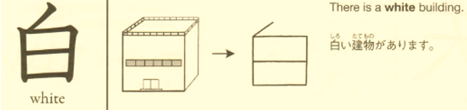 白
white
There is a white building.
しろ たてもの
白い建物があります。